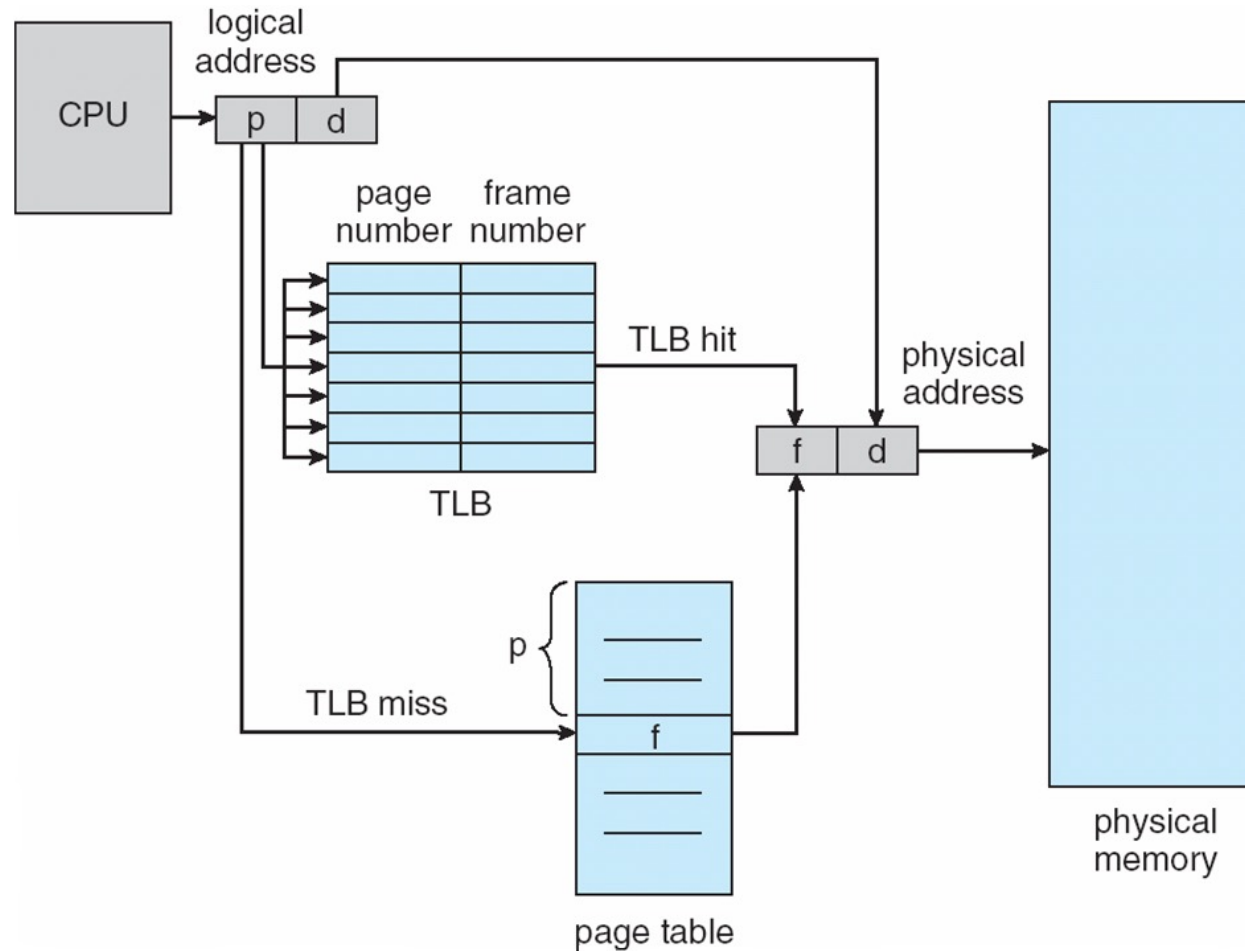 logical
address
CPU
p
d
page
number
frame
number
TLB hit
physical
address
f
d
TLB
p
TLB miss
f
physical
memory
page table